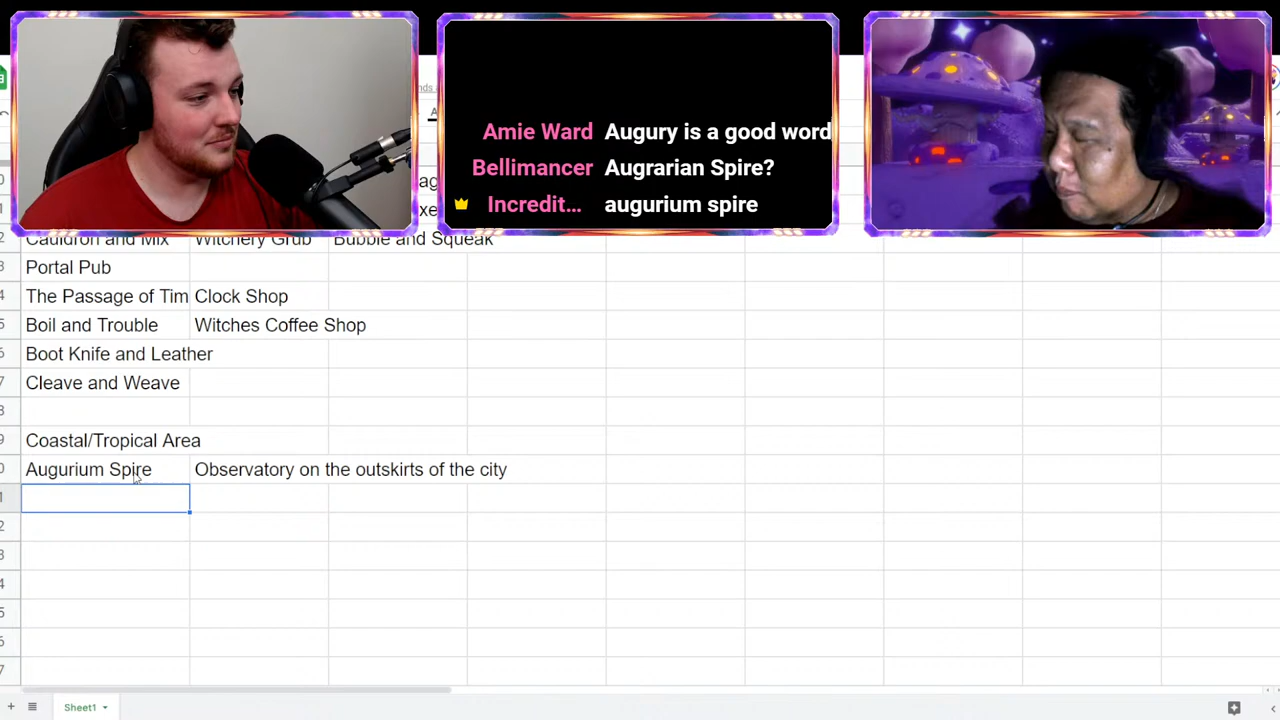 Amie Ward Augury is a good word
Bellimancer Augrarian Spire?
Incredit... augurium spire
Cauldron and Mix Witchery Grub Bubble and Squeak
Portal Pub
The Passage of Tim Clock Shop
Boil and Trouble Witches Coffee Shop
Boot Knife and Leather
Cleave and Weave
Coastal/Tropical Area
Augurium Spire Observatory on the outskirts of the city
Sheet1